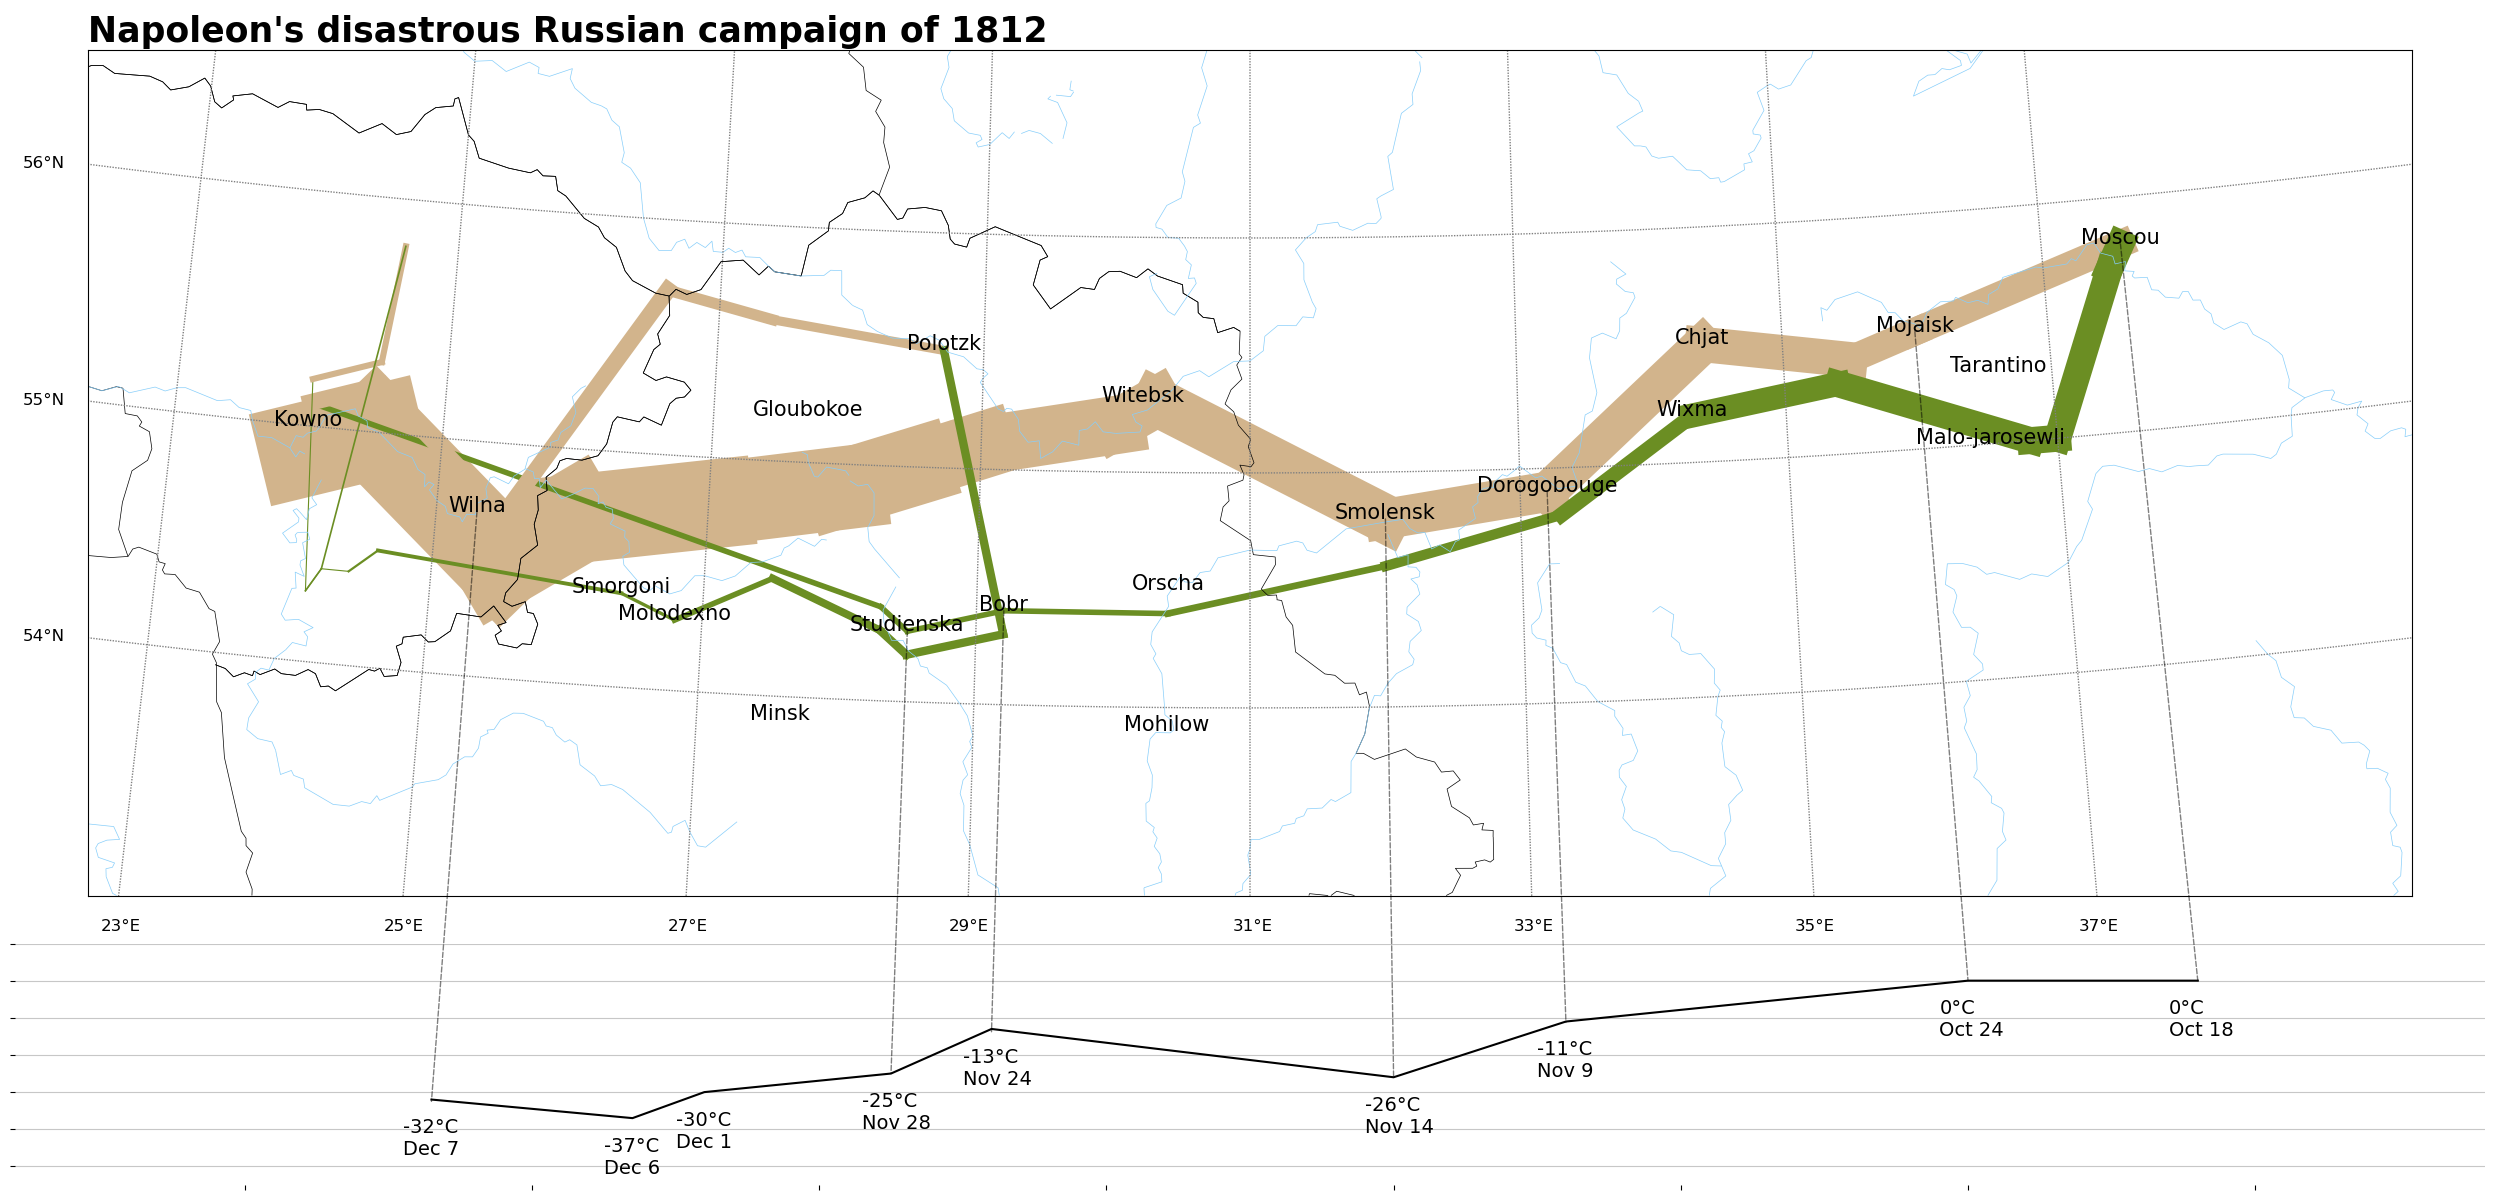 Napoleon's disastrous Russian campaign of 1812
56°N
55°N
54°N
Moscou
Mojaisk
Chjat
Polotzk
Tarantino
Witebsk
Gloubokoe
Wixma
Kowno
Malo-jarosewli
Dorogobouge
Wilna
Smolensk
Smorgoni
Orscha
Molodexno
Bobr
Studienska
Minsk
Mohilow
23°E
25°E
27°E
29°E
31°E
33°E
35°E
37°E
0°C
Oct 24
0°C
Oct 18
-11°C
Nov 9
-13°C
Nov 24
-25°C
Nov 28
-26°C
Nov 14
-30°C
Dec 1
-32°C
Dec 7
-37°C
Dec 6